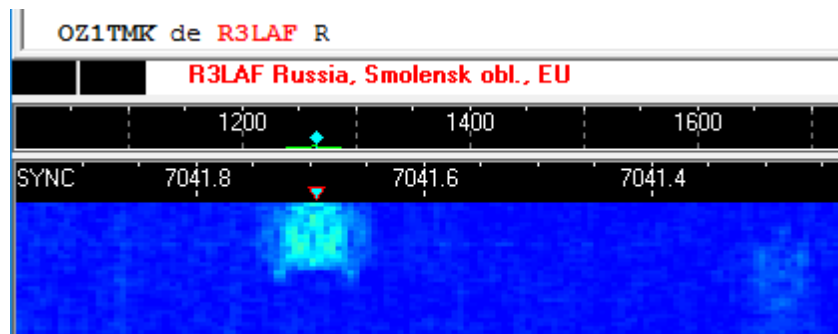 OZ1TMK de R3LAF R
R3LAF Russia, Smolensk obl., EU
1200 1400 1600
SYNC 7041.8 7041.6 7041.4